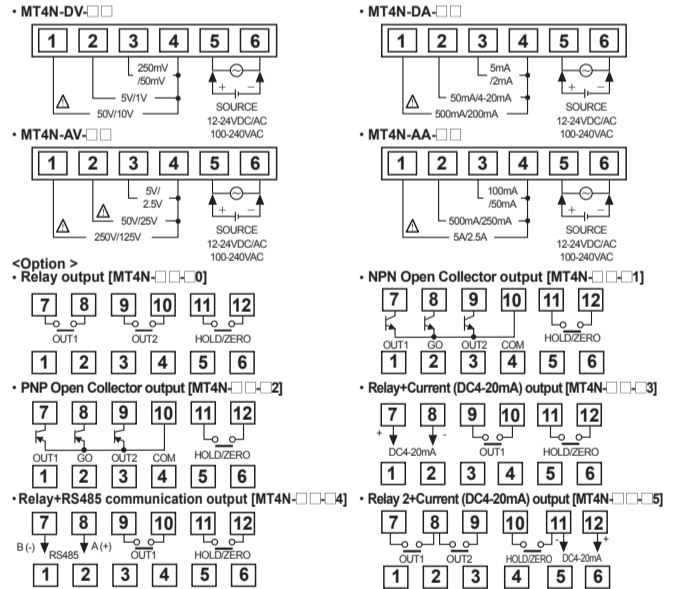 • MT4N-DV-□□
1 2 3 4 5 6
250mV
/50mV
5V/1V
50V/10V
+ −
SOURCE
12-24VDC/AC
100-240VAC
• MT4N-DA-□□
1 2 3 4 5 6
5mA
/2mA
50mA/4-20mA
500mA/200mA
+ −
SOURCE
12-24VDC/AC
100-240VAC
• MT4N-AV-□□
1 2 3 4 5 6
5V/
2.5V
50V/25V
250V/125V
+ −
SOURCE
12-24VDC/AC
100-240VAC
• MT4N-AA-□□
1 2 3 4 5 6
100mA
/50mA
500mA/250mA
5A/2.5A
+ −
SOURCE
12-24VDC/AC
100-240VAC
<Option >
• Relay output [MT4N-□□-□0]
7 8 9 10 11 12
OUT1 OUT2 HOLD/ZERO
1 2 3 4 5 6
• NPN Open Collector output [MT4N-□□-□1]
7 8 9 10 11 12
OUT1 GO OUT2 COM HOLD/ZERO
1 2 3 4 5 6
• PNP Open Collector output [MT4N-□□-□2]
7 8 9 10 11 12
OUT1 GO OUT2 COM HOLD/ZERO
1 2 3 4 5 6
• Relay+Current (DC4-20mA) output [MT4N-□□-□3]
7 8 9 10 11 12
+ -
DC4-20mA OUT1 HOLD/ZERO
1 2 3 4 5 6
• Relay+RS485 communication output [MT4N-□□-□4]
7 8 9 10 11 12
B (-) A (+)
RS485 OUT1 HOLD/ZERO
1 2 3 4 5 6
• Relay 2+Current (DC4-20mA) output [MT4N-□□-□5]
7 8 9 10 11 12
- +
OUT1 OUT2 HOLD/ZERO DC4-20mA
1 2 3 4 5 6